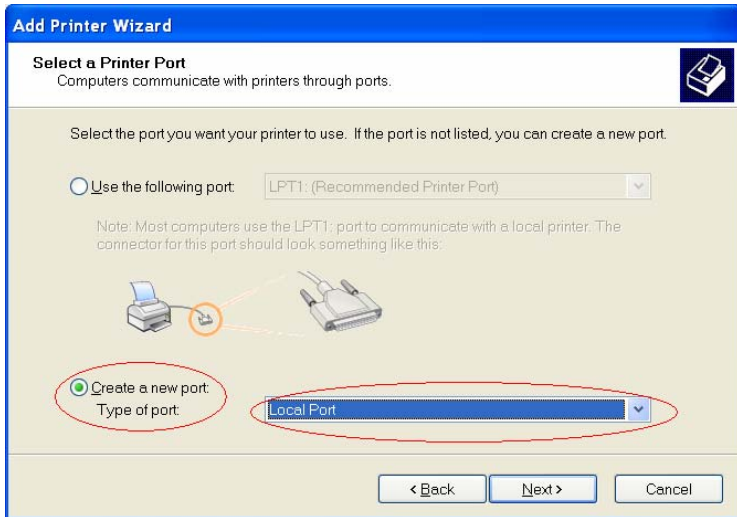 Add Printer Wizard
Select a Printer Port
Computers communicate with printers through ports.
Select the port you want your printer to use. If the port is not listed, you can create a new port.
Use the following port:
LPT1: (Recommended Printer Port)
Note: Most computers use the LPT1: port to communicate with a local printer. The
connector for this port should look something like this:
Create a new port:
Type of port:
Local Port
< Back
Next >
Cancel